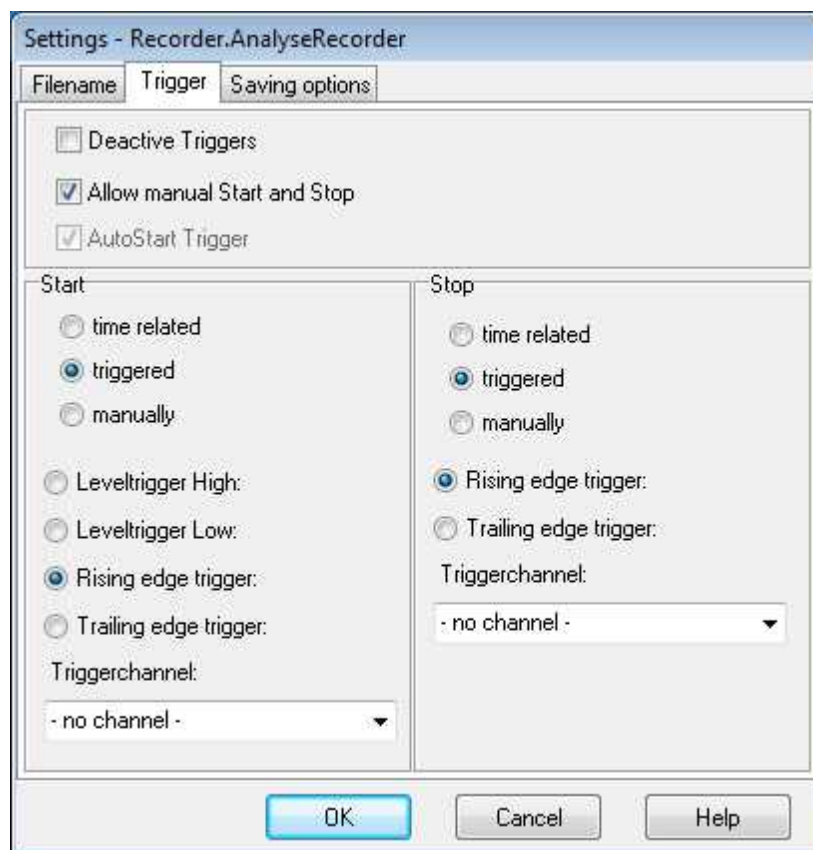 Settings - Recorder.AnalyseRecorder
Filename Trigger Saving options
Deactive Triggers
Allow manual Start and Stop
AutoStart Trigger
Start
time related
triggered
manually
Leveltrigger High:
Leveltrigger Low:
Rising edge trigger:
Trailing edge trigger:
Triggerchannel:
- no channel -
Stop
time related
triggered
manually
Rising edge trigger:
Trailing edge trigger:
Triggerchannel:
- no channel -
OK Cancel Help